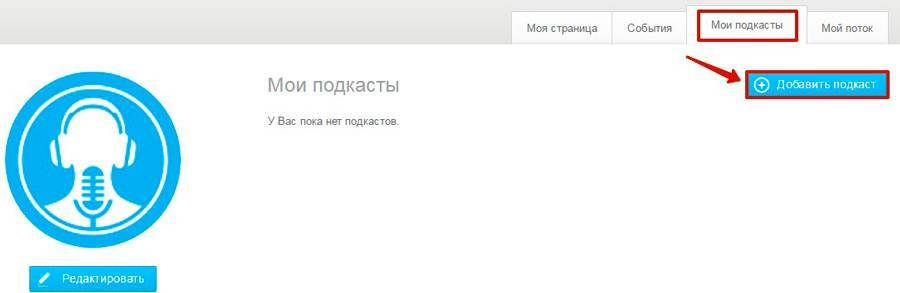 Моя страница
События
Мои подкасты
Мой поток
Мои подкасты
Добавить подкаст
У Вас пока нет подкастов.
Редактировать